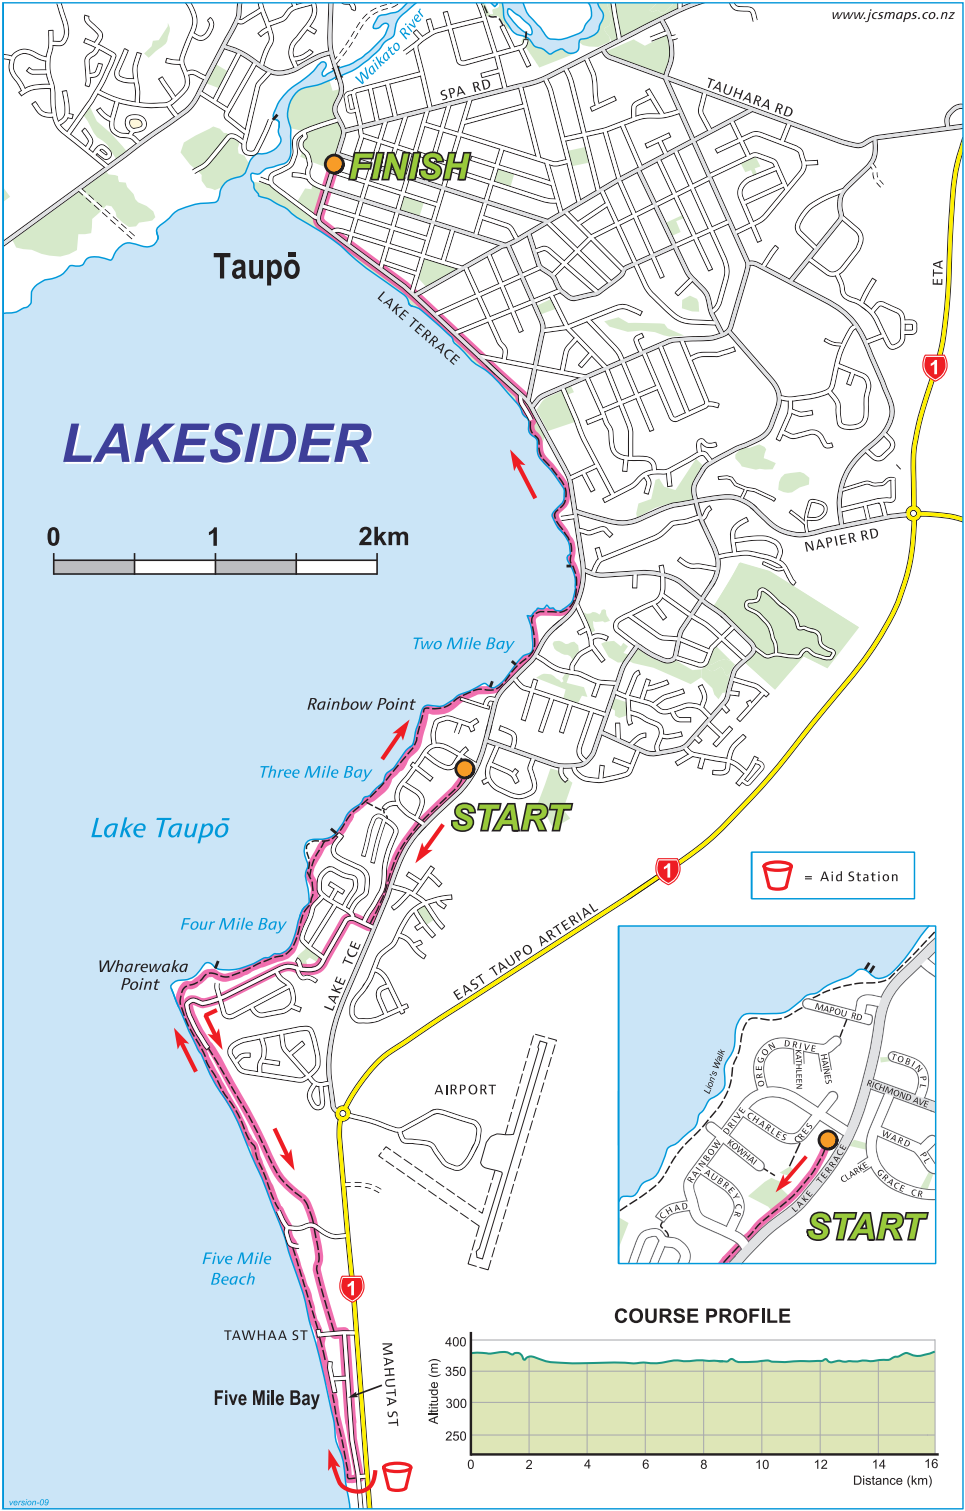 www.jcsmaps.co.nz
Waikato River
SPA RD
TAUHARA RD
FINISH
Taupō
ETA
LAKE TERRACE
1
LAKESIDER
0 1 2km
NAPIER RD
Two Mile Bay
Rainbow Point
Three Mile Bay
START
Lake Taupō
1
= Aid Station
Four Mile Bay
EAST TAUPO ARTERIAL
LAKE TCE
Wharewaka
Point
AIRPORT
MAPOU RD
Lion's Walk
OREGON DRIVE
KATHLEEN
HAINES
TOBIN PL
RICHMOND AVE
RAINBOW DRIVE
CHARLES
CRES
KOWHAI
WARD PL
LAKE TERRACE
CLARKE
GRACE CR
AUBREY CR
CHAD
START
Five Mile
Beach
1
TAWHAA ST
MAHUTA ST
Five Mile Bay
COURSE PROFILE
Altitude (m)
400
350
300
250
0 2 4 6 8 10 12 14 16
Distance (km)
version-09